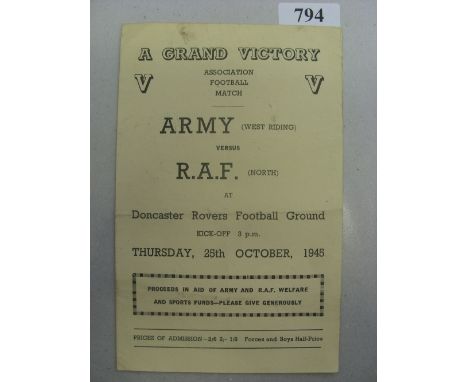 794
A GRAND VICTORY
V V
ASSOCIATION
FOOTBALL
MATCH
ARMY (WEST RIDING)
VERSUS
R.A.F. (NORTH)
AT
Doncaster Rovers Football Ground
KICK-OFF 3 p.m.
THURSDAY, 25th OCTOBER, 1945
PROCEEDS IN AID OF ARMY AND R.A.F. WELFARE
AND SPORTS FUNDS—PLEASE GIVE GENEROUSLY
PRICES OF ADMISSION—2/6 2/- 1/6 Forces and Boys Half-Price